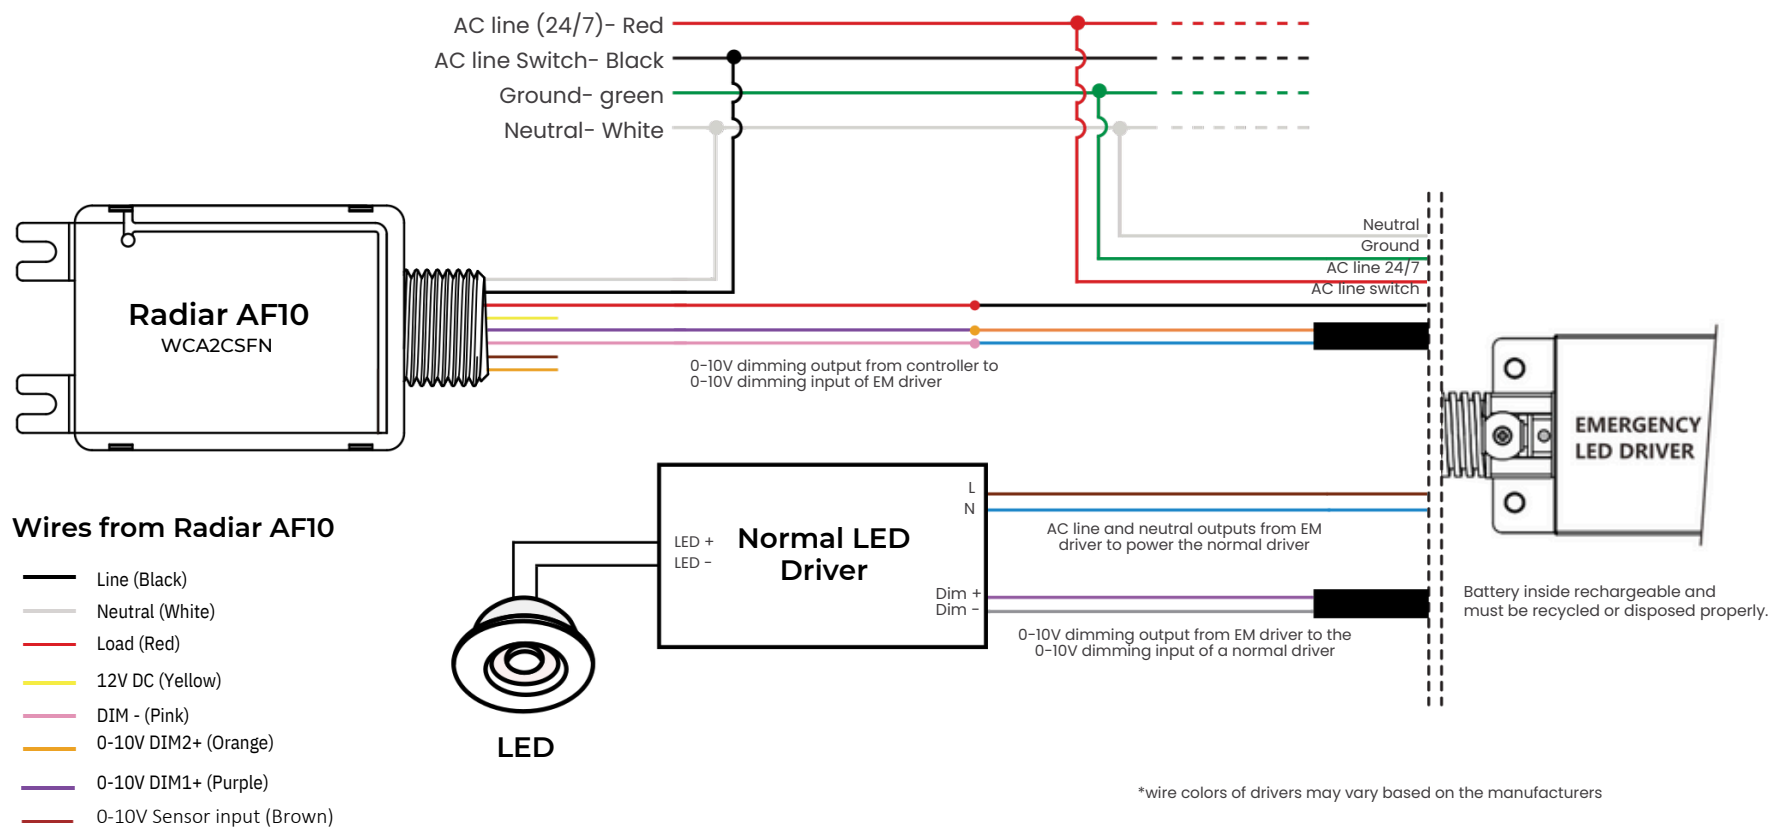 AC line (24/7)- Red
AC line Switch- Black
Ground- green
Neutral- White
Neutral
Ground
AC line 24/7
AC line switch
Radiar AF10
WCA2CSFN
0-10V dimming output from controller to
0-10V dimming input of EM driver
EMERGENCY
LED DRIVER
L
N
LED +
LED -
Normal LED
Driver
Dim +
Dim -
AC line and neutral outputs from EM
driver to power the normal driver
0-10V dimming output from EM driver to the
0-10V dimming input of a normal driver
Battery inside rechargeable and
must be recycled or disposed properly.
LED
Wires from Radiar AF10
Line (Black)
Neutral (White)
Load (Red)
12V DC (Yellow)
DIM - (Pink)
0-10V DIM2+ (Orange)
0-10V DIM1+ (Purple)
0-10V Sensor input (Brown)
*wire colors of drivers may vary based on the manufacturers